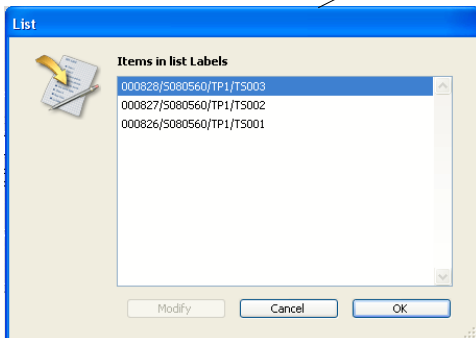 List
Items in list Labels
000828/S080560/TP1/TS003
000827/S080560/TP1/TS002
000826/S080560/TP1/TS001
Modify
Cancel
OK